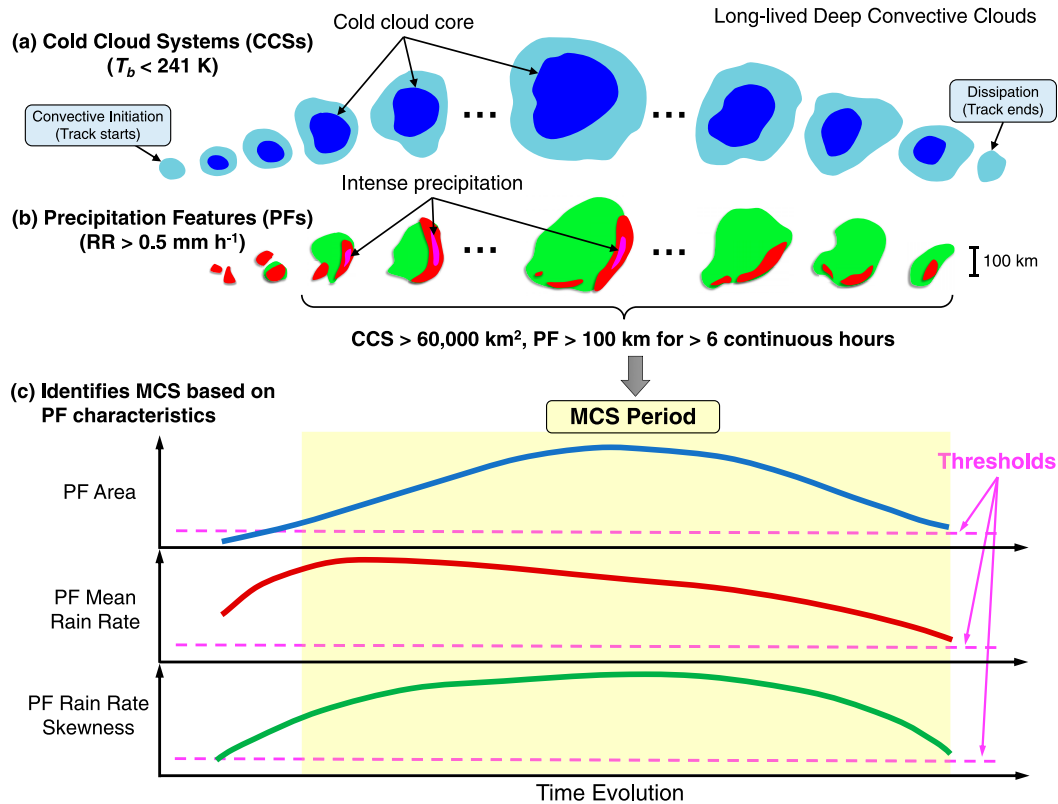 Long-lived Deep Convective Clouds
(a) Cold Cloud Systems (CCSs)
(Tb < 241 K)
Cold cloud core
Convective Initiation
(Track starts)
...
...
Dissipation
(Track ends)
Intense precipitation
(b) Precipitation Features (PFs)
(RR > 0.5 mm h⁻¹)
...
...
100 km
CCS > 60,000 km², PF > 100 km for > 6 continuous hours
(c) Identifies MCS based on
PF characteristics
MCS Period
Thresholds
PF Area
PF Mean
Rain Rate
PF Rain Rate
Skewness
Time Evolution